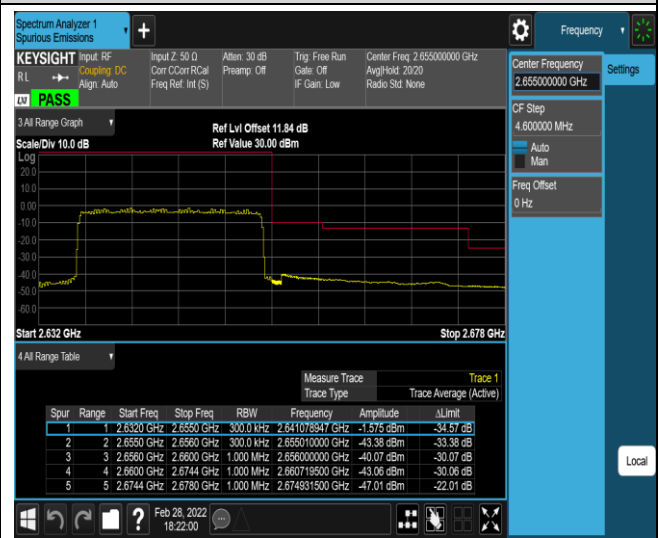 Spectrum Analyzer 1
Spurious Emissions
+
Frequency
KEYSIGHT Input: RF Input Z: 50 Ω Atten: 30 dB Trig: Free Run Center Freq: 2.655000000 GHz
R L Coupling: DC Corr CCorr RCal Preamp: Off Gate: Off Avg|Hold: 20/20
Align: Auto Freq Ref: Int (S) IF Gain: Low Radio Std: None
LXI PASS
Center Frequency
2.655000000 GHz
Settings
CF Step
4.600000 MHz
Auto
Man
Freq Offset
0 Hz
3 All Range Graph
Ref Lvl Offset 11.84 dB
Scale/Div 10.0 dB Ref Value 30.00 dBm
Log
20.0
10.0
0.00
-10.0
-20.0
-30.0
-40.0
-50.0
-60.0
Start 2.632 GHz Stop 2.678 GHz
4 All Range Table
Measure Trace Trace 1
Trace Type Trace Average (Active)
Spur Range Start Freq Stop Freq RBW Frequency Amplitude ΔLimit
1 1 2.6320 GHz 2.6550 GHz 300.0 kHz 2.641078947 GHz -1.575 dBm -34.57 dB
2 2 2.6550 GHz 2.6560 GHz 300.0 kHz 2.655010000 GHz -43.38 dBm -33.38 dB
3 3 2.6560 GHz 2.6600 GHz 1.000 MHz 2.656000000 GHz -40.07 dBm -30.07 dB
4 4 2.6600 GHz 2.6744 GHz 1.000 MHz 2.660719500 GHz -43.06 dBm -30.06 dB
5 5 2.6744 GHz 2.6780 GHz 1.000 MHz 2.674931500 GHz -47.01 dBm -22.01 dB
Local
? Feb 28, 2022
18:22:00